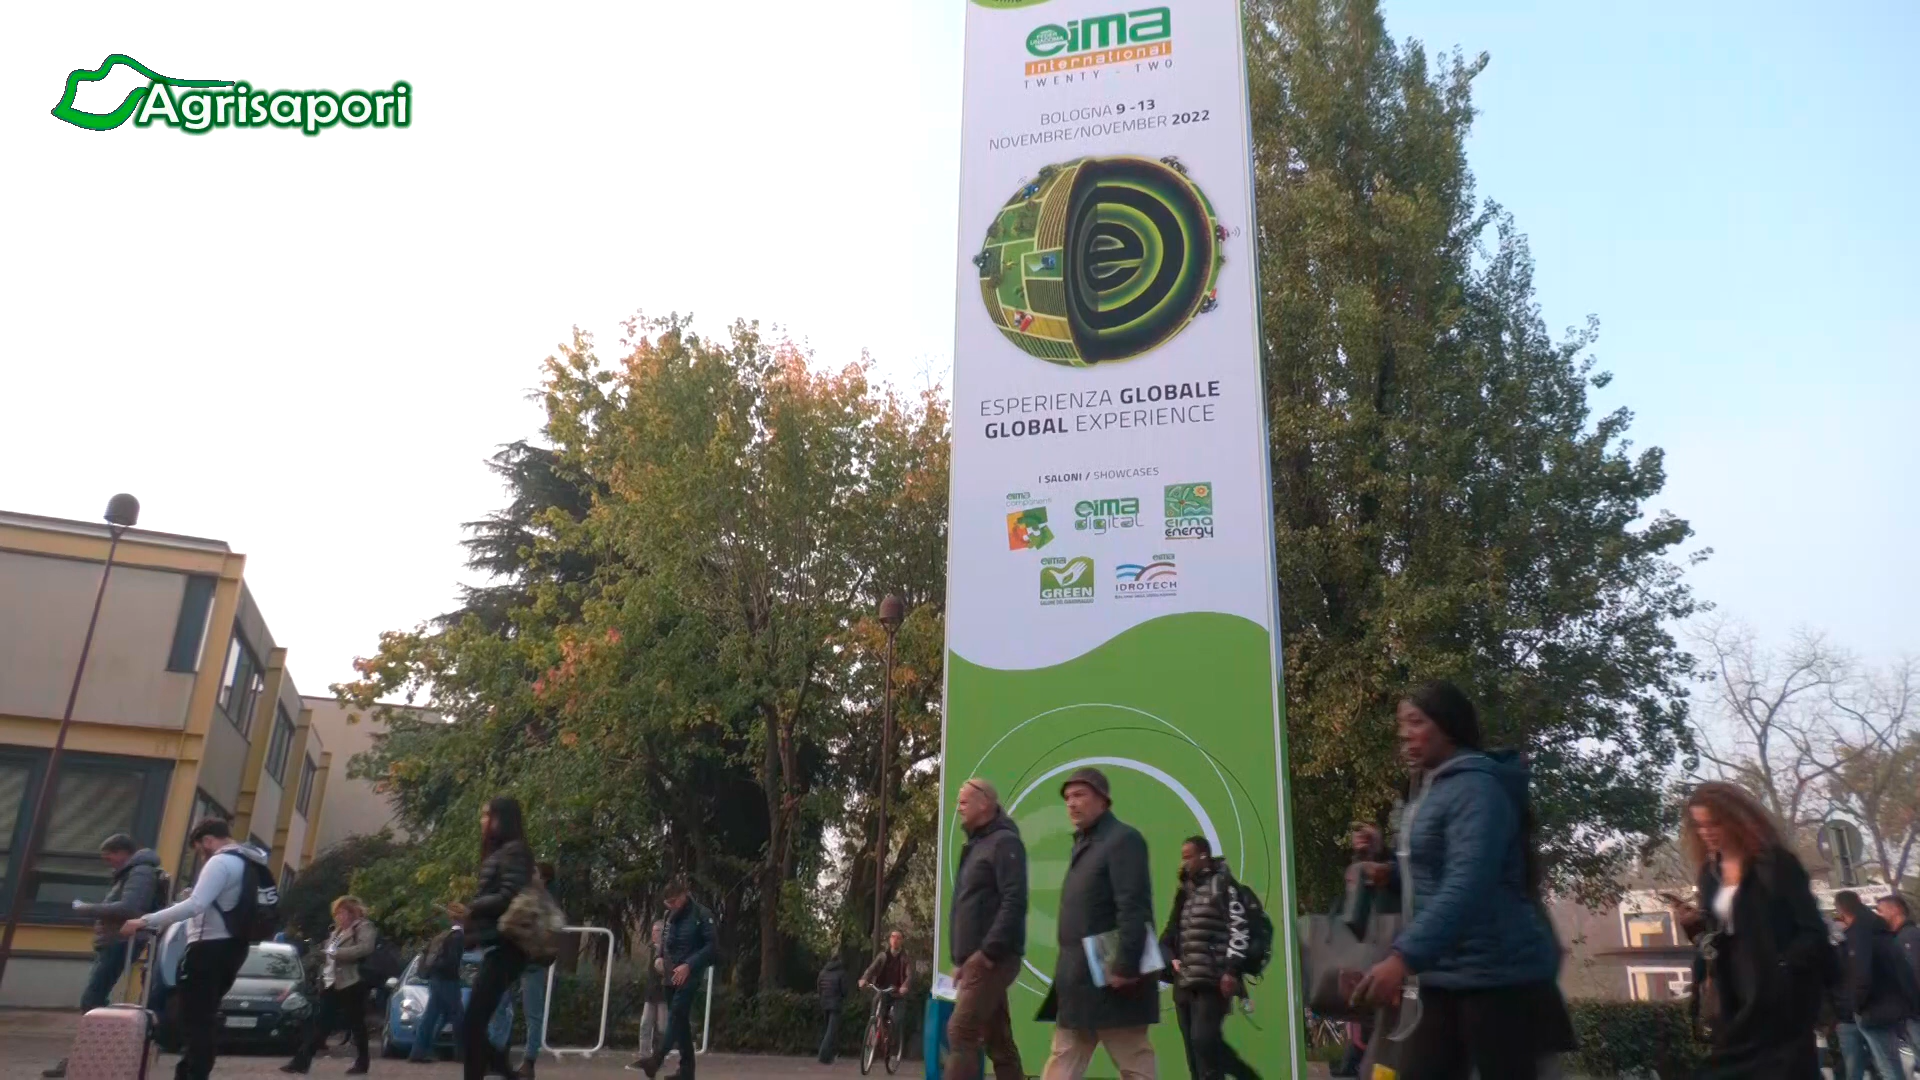 Agrisapori
eima
international
TWENTY - TWO
BOLOGNA 9 - 13
NOVEMBRE/NOVEMBER 2022
e
ESPERIENZA GLOBALE
GLOBAL EXPERIENCE
I SALONI / SHOWCASES
eima
componenti
eima
digital
eima
energy
eima
GREEN
eima
IDROTECH
TOKYO